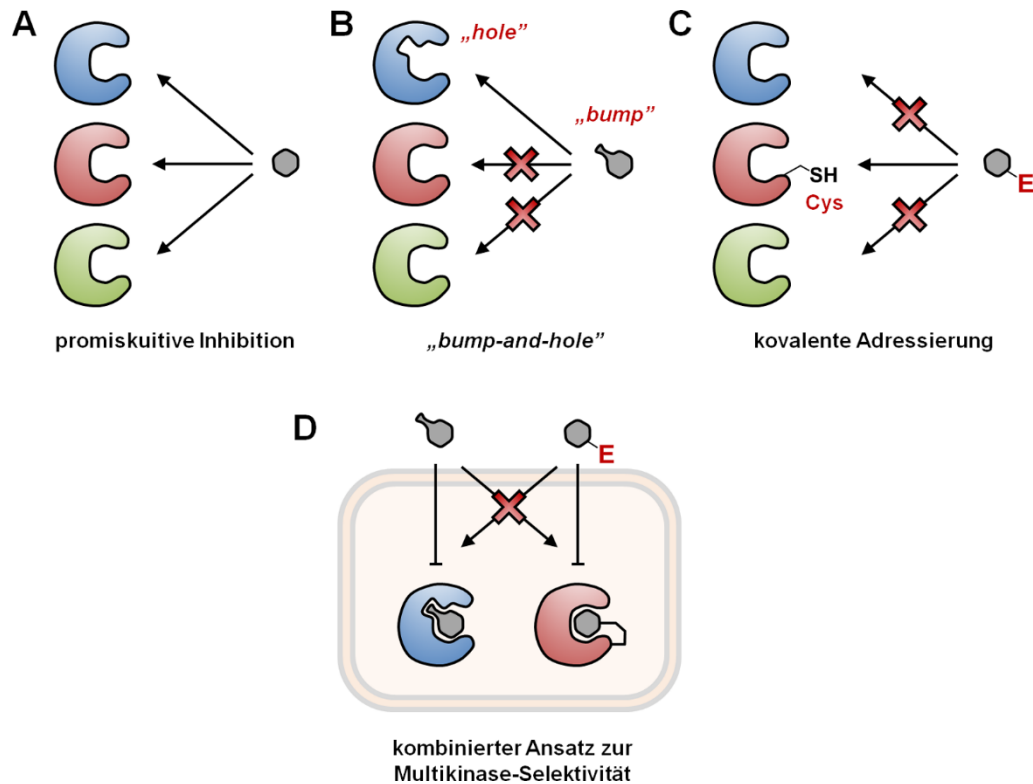 A
promiskuitive Inhibition
B
„hole”
„bump”
„bump-and-hole”
C
SH
Cys
E
kovalente Adressierung
D
E
kombinierter Ansatz zur
Multikinase-Selektivität